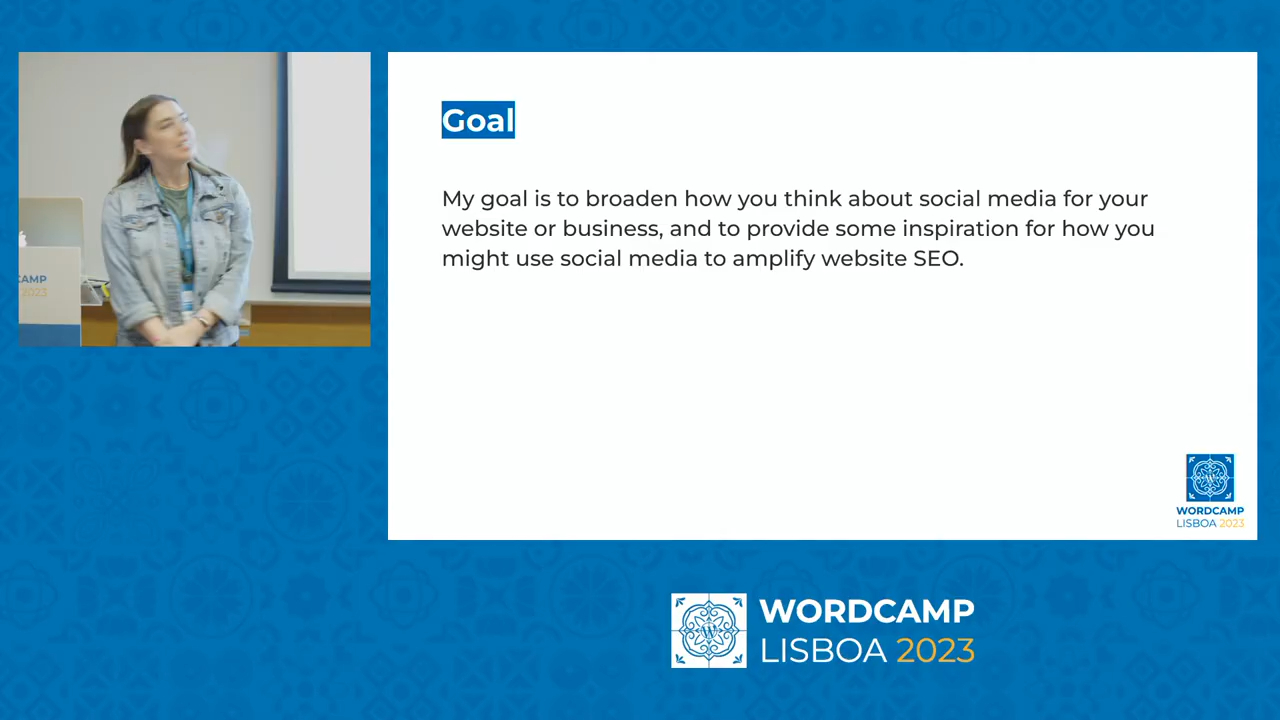 Goal
My goal is to broaden how you think about social media for your
website or business, and to provide some inspiration for how you
might use social media to amplify website SEO.
CAMP
2023
WORDCAMP
LISBOA 2023
WORDCAMP
LISBOA 2023